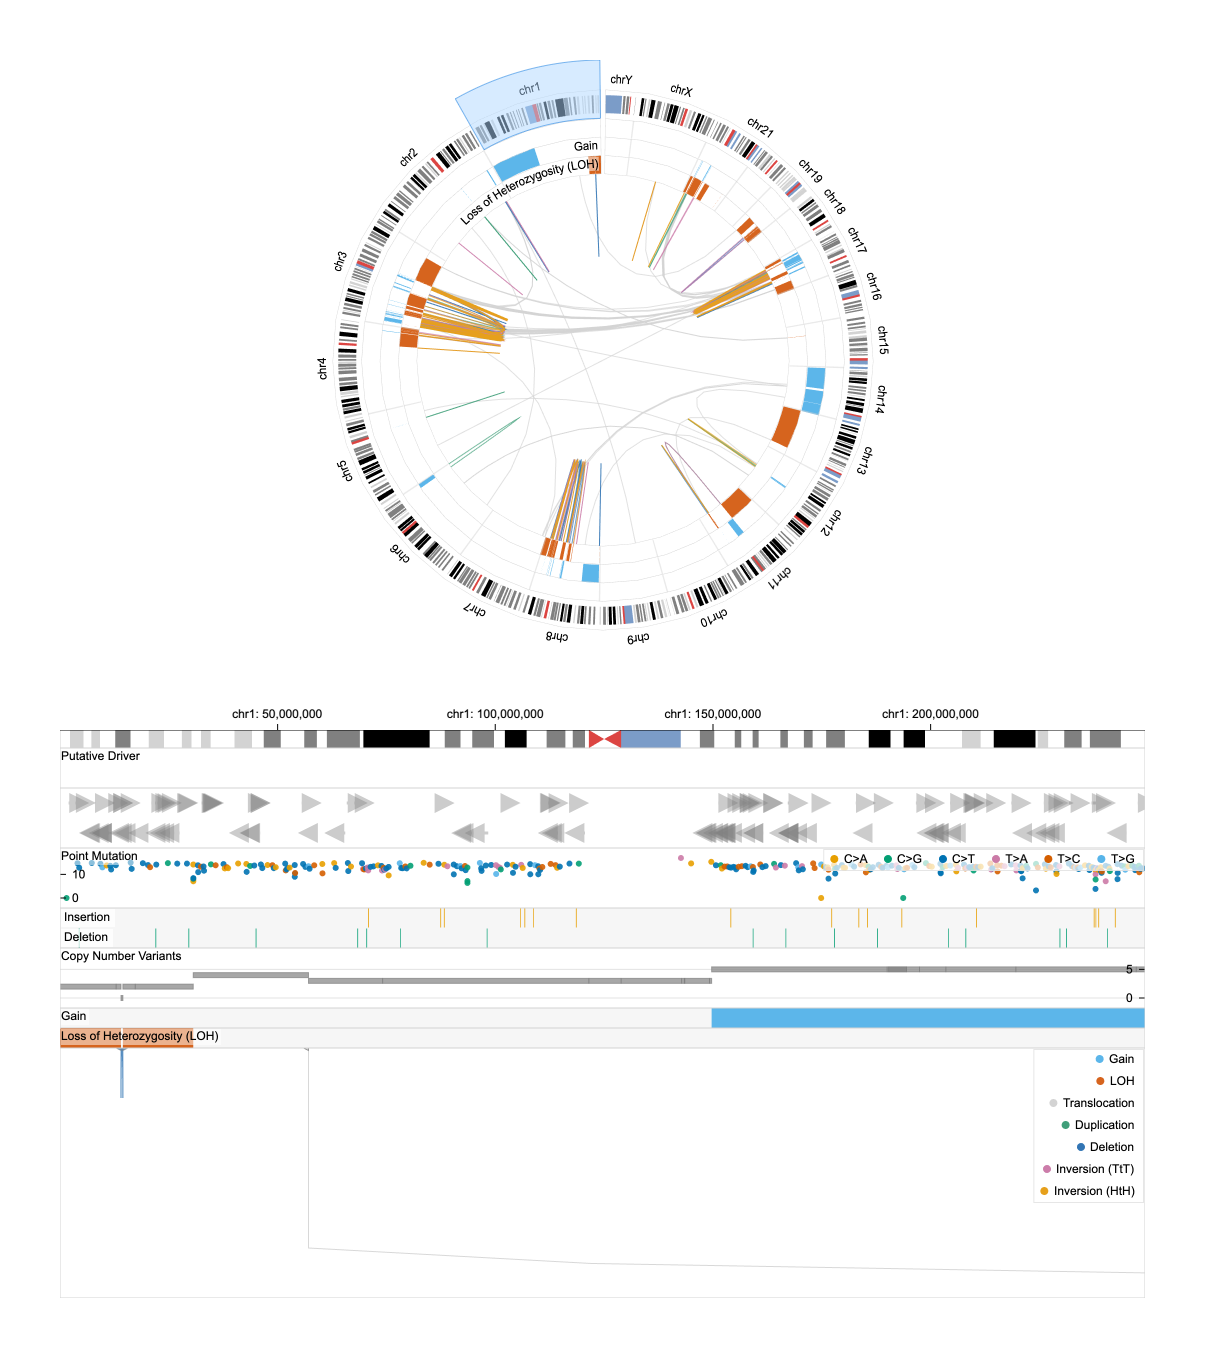 chr1
chrY
chrX
chr21
chr19
chr18
chr17
chr16
chr15
chr14
chr13
chr12
chr11
chr10
chr9
chr8
chr7
chr6
chr5
chr4
chr3
chr2
Gain
Loss of Heterozygosity (LOH)
chr1: 50,000,000 chr1: 100,000,000 chr1: 150,000,000 chr1: 200,000,000
Putative Driver
Point Mutation
C>A C>G C>T T>A T>C T>G
10
0
Insertion
Deletion
Copy Number Variants
5
0
Gain
Loss of Heterozygosity (LOH)
Gain
LOH
Translocation
Duplication
Deletion
Inversion (TtT)
Inversion (HtH)